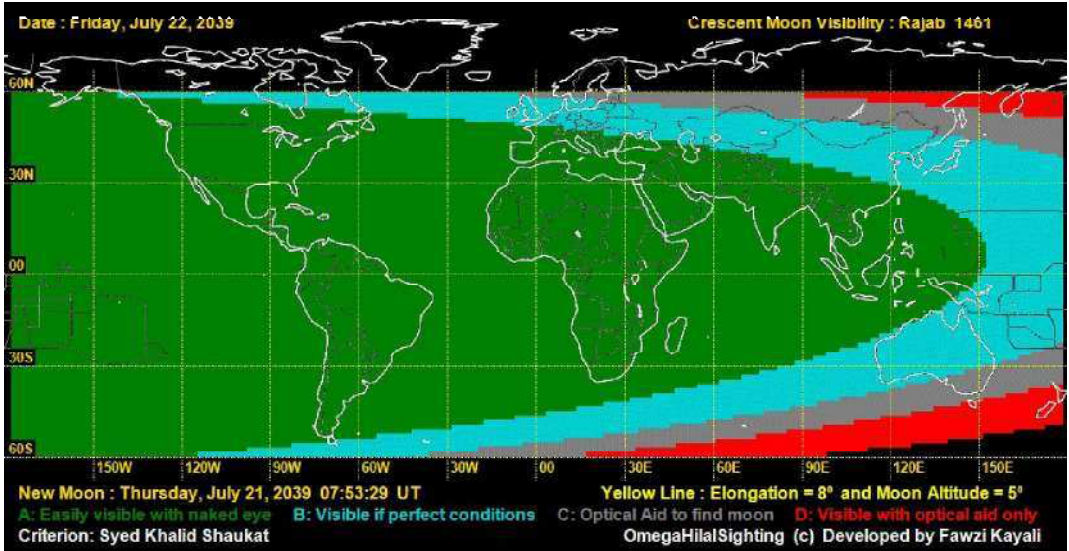 Date : Friday, July 22, 2039 Crescent Moon Visibility : Rajab 1461
60N
30N
00
30S
60S
150W 120W 90W 60W 30W 00 30E 60E 90E 120E 150E
New Moon : Thursday, July 21, 2039 07:53:29 UT Yellow Line : Elongation = 8º and Moon Altitude = 5º
A: Easily visible with naked eye B: Visible if perfect conditions C: Optical Aid to find moon D: Visible with optical aid only
Criterion: Syed Khalid Shaukat OmegaHilalSighting (c) Developed by Fawzi Kayali